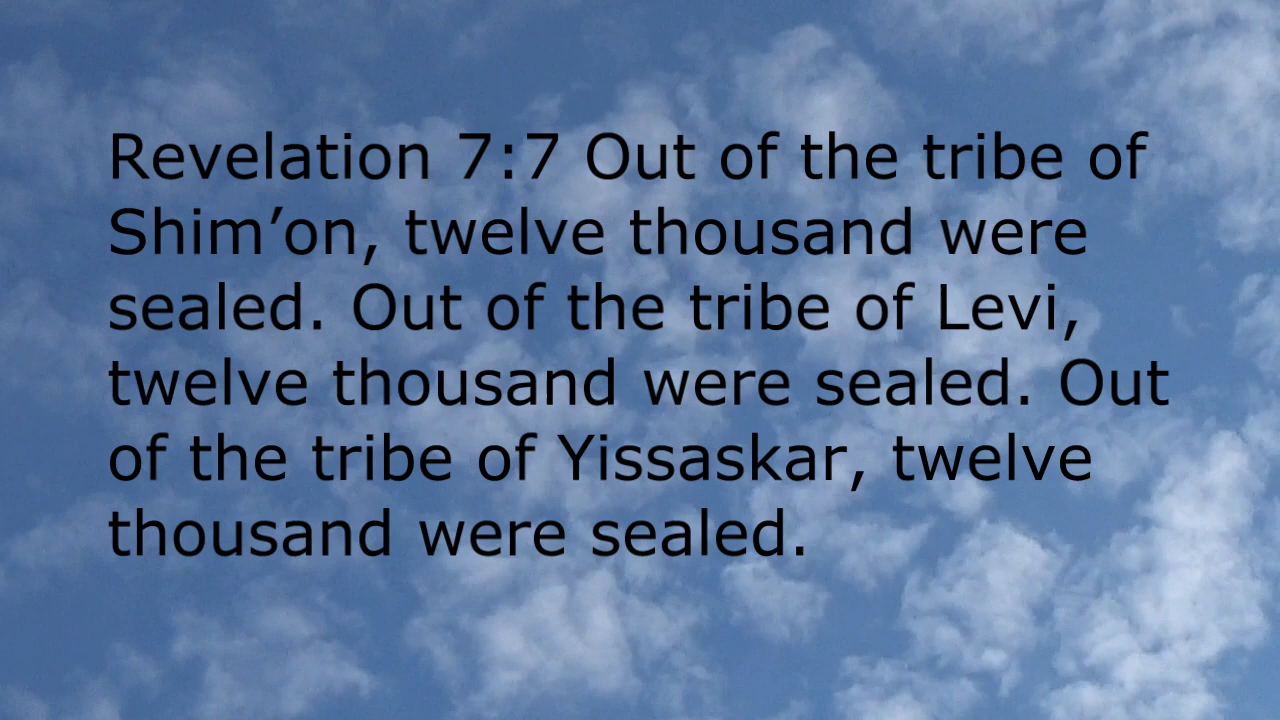 Revelation 7:7 Out of the tribe of
Shim’on, twelve thousand were
sealed. Out of the tribe of Levi,
twelve thousand were sealed. Out
of the tribe of Yissaskar, twelve
thousand were sealed.